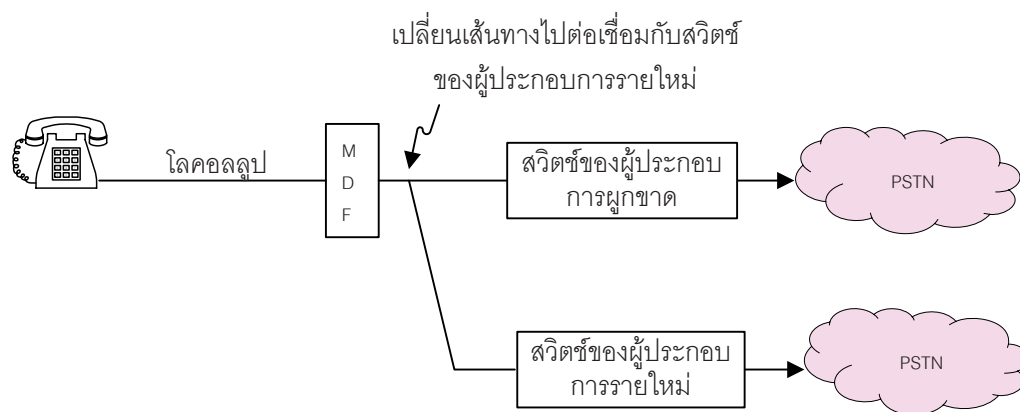 เปลี่ยนเส้นทางไปต่อเชื่อมกับสวิตช์
ของผู้ประกอบการรายใหม่
โลคอลลูป
M
D
F
สวิตช์ของผู้ประกอบ
การผูกขาด
PSTN
สวิตช์ของผู้ประกอบ
การรายใหม่
PSTN